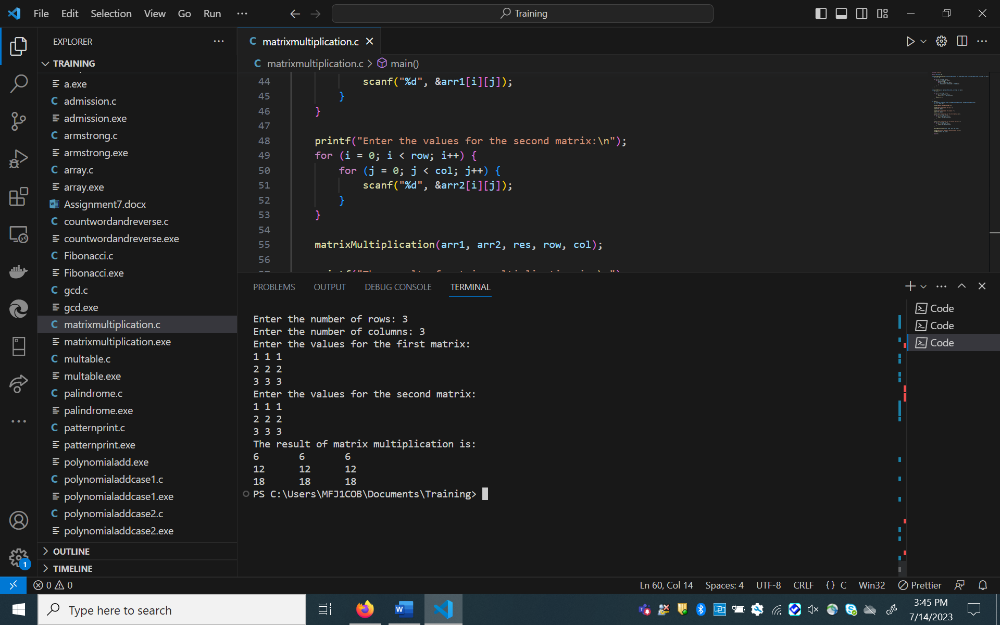 File Edit Selection View Go Run ···
Training
EXPLORER
TRAINING
a.exe
admission.c
admission.exe
armstrong.c
armstrong.exe
array.c
array.exe
Assignment7.docx
countwordandreverse.c
countwordandreverse.exe
Fibonacci.c
Fibonacci.exe
gcd.c
gcd.exe
matrixmultiplication.c
matrixmultiplication.exe
multable.c
multable.exe
palindrome.c
palindrome.exe
patternprint.c
patternprint.exe
polynomialadd.exe
polynomialaddcase1.c
polynomialaddcase1.exe
polynomialaddcase2.c
polynomialaddcase2.exe
OUTLINE
TIMELINE
C matrixmultiplication.c
C matrixmultiplication.c > main()
44 scanf("%d", &arr1[i][j]);
45 }
46 }
47
48 printf("Enter the values for the second matrix:\n");
49 for (i = 0; i < row; i++) {
50 for (j = 0; j < col; j++) {
51 scanf("%d", &arr2[i][j]);
52 }
53 }
54
55 matrixMultiplication(arr1, arr2, res, row, col);
56
PROBLEMS OUTPUT DEBUG CONSOLE TERMINAL
Enter the number of rows: 3
Enter the number of columns: 3
Enter the values for the first matrix:
1 1 1
2 2 2
3 3 3
Enter the values for the second matrix:
1 1 1
2 2 2
3 3 3
The result of matrix multiplication is:
6 6 6
12 12 12
18 18 18
PS C:\Users\MFJ1COB\Documents\Training>
Code
Code
Code
1
0 0
Ln 60, Col 14 Spaces: 4 UTF-8 CRLF {} C Win32 Prettier
Type here to search
3:45 PM
7/14/2023